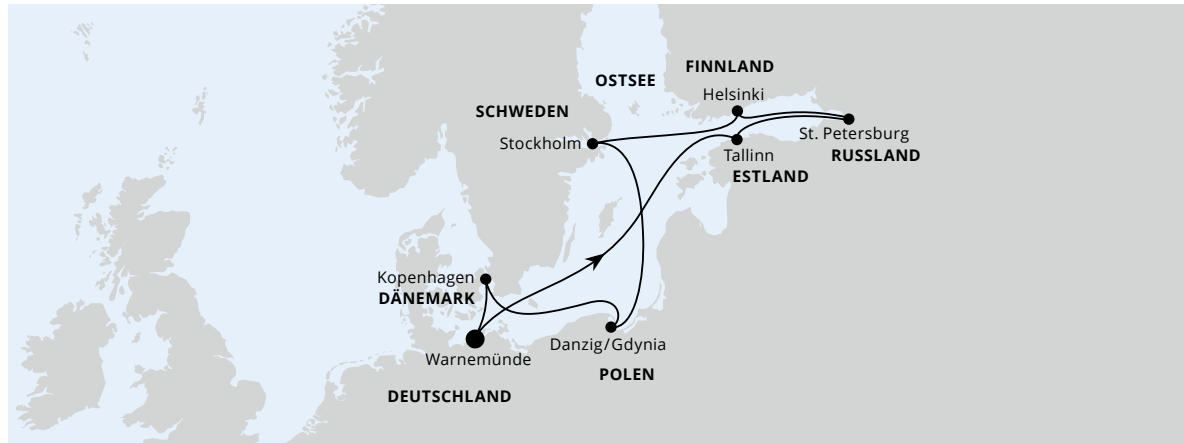 FINNLAND
OSTSEE
Helsinki
SCHWEDEN
St. Petersburg
Stockholm
RUSSLAND
Tallinn
ESTLAND
Kopenhagen
DÄNEMARK
Danzig/Gdynia
Warnemünde
POLEN
DEUTSCHLAND